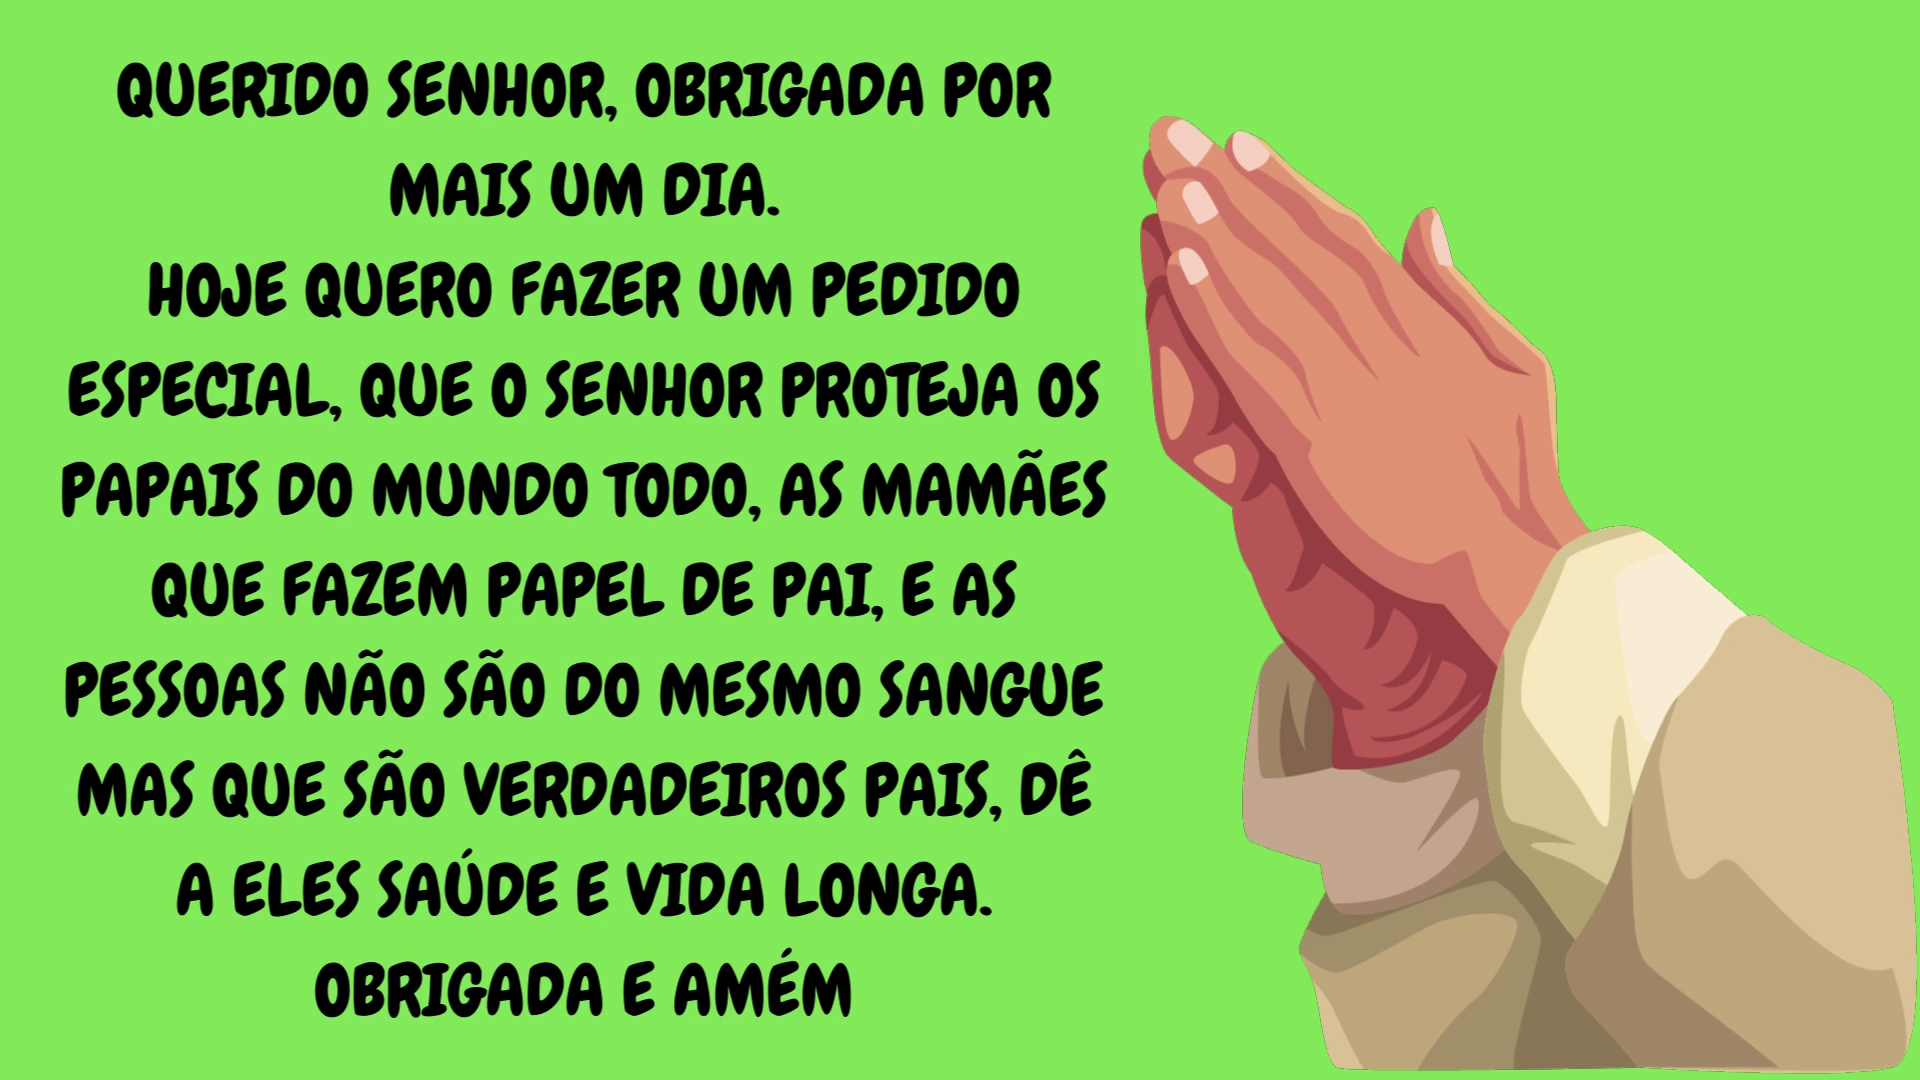 QUERIDO SENHOR, OBRIGADA POR
MAIS UM DIA.
HOJE QUERO FAZER UM PEDIDO
ESPECIAL, QUE O SENHOR PROTEJA OS
PAPAIS DO MUNDO TODO, AS MAMÃES
QUE FAZEM PAPEL DE PAI, E AS
PESSOAS NÃO SÃO DO MESMO SANGUE
MAS QUE SÃO VERDADEIROS PAIS, DÊ
A ELES SAÚDE E VIDA LONGA.
OBRIGADA E AMÉM